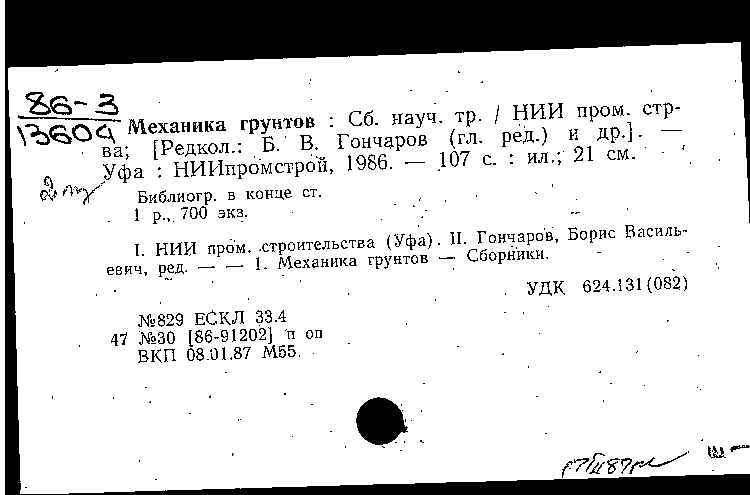 86-3
13609
Механика грунтов : Сб. науч. тр. / НИИ пром. стр-
ва; [Редкол.: Б. В. Гончаров (гл. ред.) и др.]. —
Уфа : НИИпромстрой, 1986. — 107 с. : ил.; 21 см.
Библиогр. в конце ст.
1 р., 700 экз.
I. НИИ пром. строительства (Уфа). II. Гончаров, Борис Василь-
евич, ред. — — 1. Механика грунтов — Сборники.
УДК 624.131(082)
№829 ЕСКЛ 33.4
47 №30 [86-91202] п оп
ВКП 08.01.87 М55.